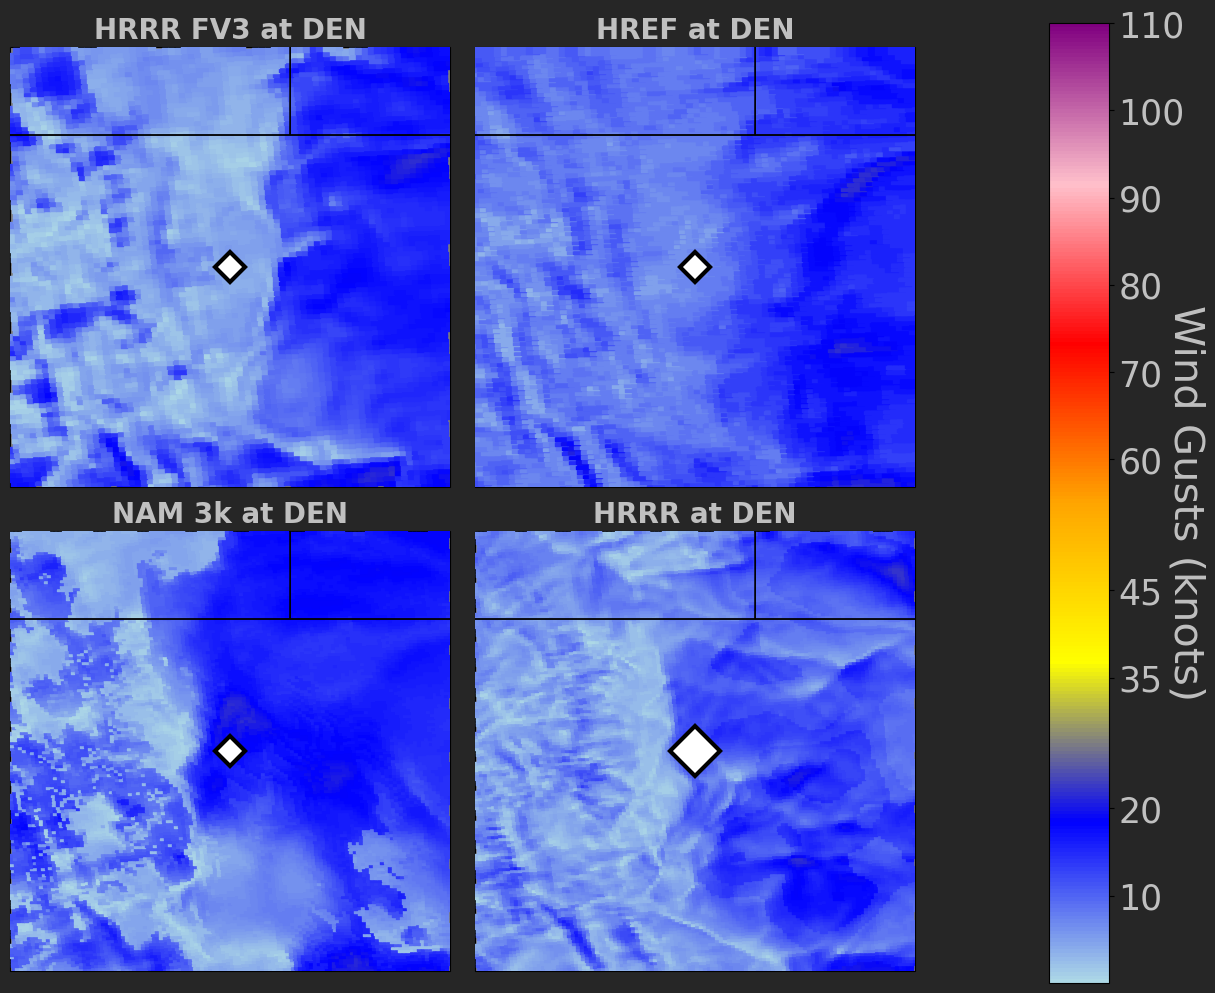 HRRR FV3 at DEN
HREF at DEN
NAM 3k at DEN
HRRR at DEN
110
100
90
80
70
60
45
35
20
10
Wind Gusts (knots)